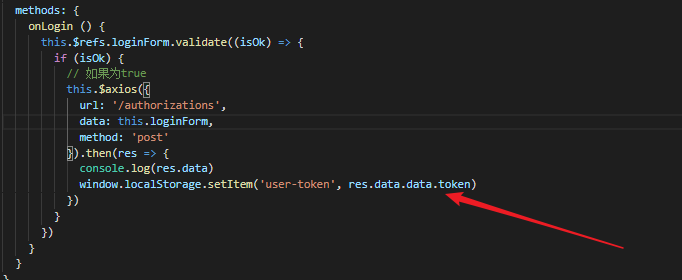 methods: {
onLogin () {
this.$refs.loginForm.validate((isOk) => {
if (isOk) {
// 如果为true
this.$axios({
url: '/authorizations',
data: this.loginForm,
method: 'post'
}).then(res => {
console.log(res.data)
window.localStorage.setItem('user-token', res.data.data.token)
})
}
})
}
}
}